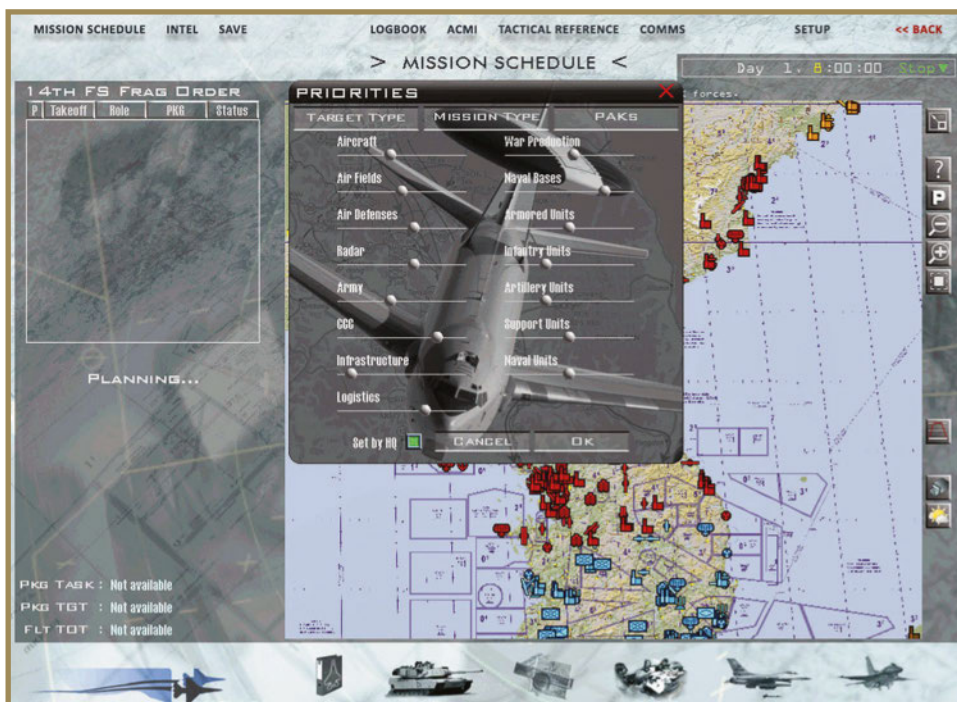 MISSION SCHEDULE INTEL SAVE LOGBOOK ACMI TACTICAL REFERENCE COMMS SETUP << BACK
> MISSION SCHEDULE <
Day 1. 8:00:00 Stop
14TH FS FRAG ORDER
P Takeoff Role PKG Status
forces.
PRIORITIES
TARGET TYPE MISSION TYPE PAKS
Aircraft War Production
Air Fields Naval Bases
Air Defenses Armored Units
Radar Infantry Units
Army Artillery Units
CCC Support Units
Infrastructure Naval Units
Logistics
Set by HQ CANCEL OK
PLANNING...
PKG TASK : Not available
PKG TGT : Not available
FLT TOT : Not available
?
P